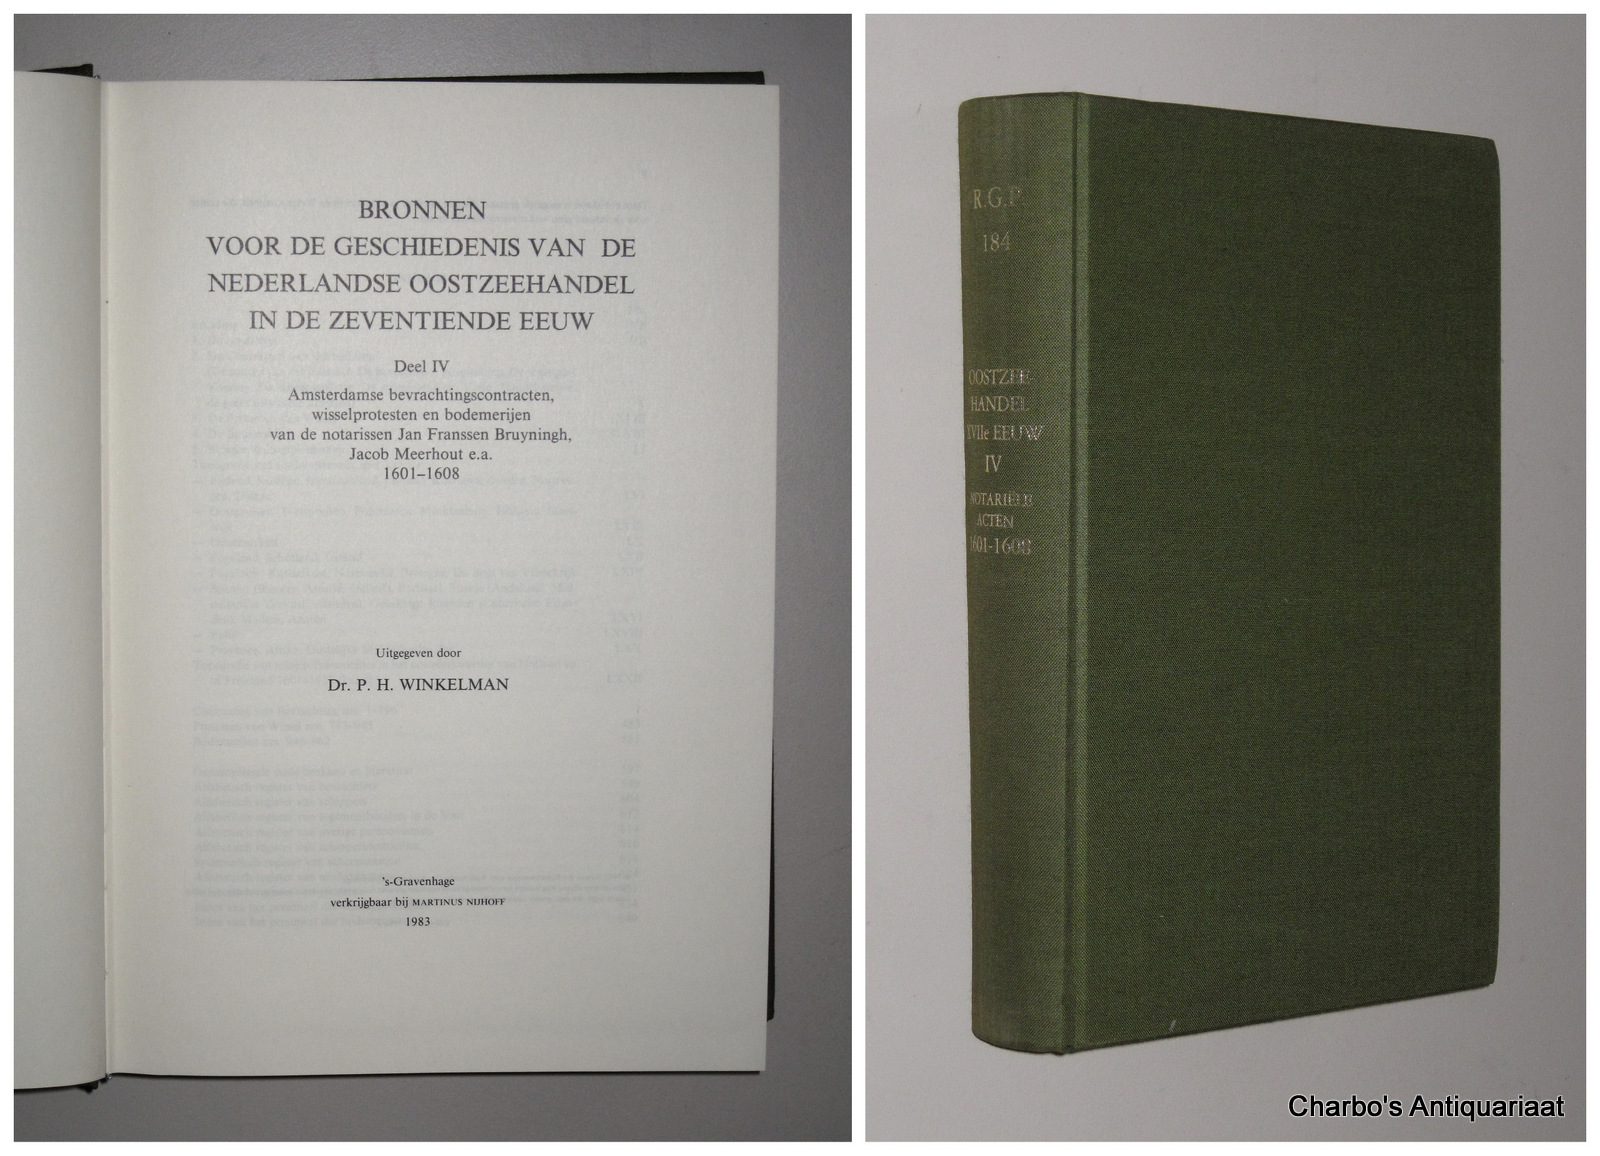 BRONNEN
VOOR DE GESCHIEDENIS VAN DE
NEDERLANDSE OOSTZEEHANDEL
IN DE ZEVENTIENDE EEUW
Deel IV
Amsterdamse bevrachtingscontracten,
wisselprotesten en bodemerijen
van de notarissen Jan Franssen Bruyningh,
Jacob Meerhout e.a.
1601–1608
Uitgegeven door
Dr. P. H. WINKELMAN
's-Gravenhage
verkrijgbaar bij MARTINUS NIJHOFF
1983
R.G.P.
184
OOSTZEE-
HANDEL
XVIIe EEUW
IV
NOTARIELE
ACTEN
1601-1608
Charbo's Antiquariaat